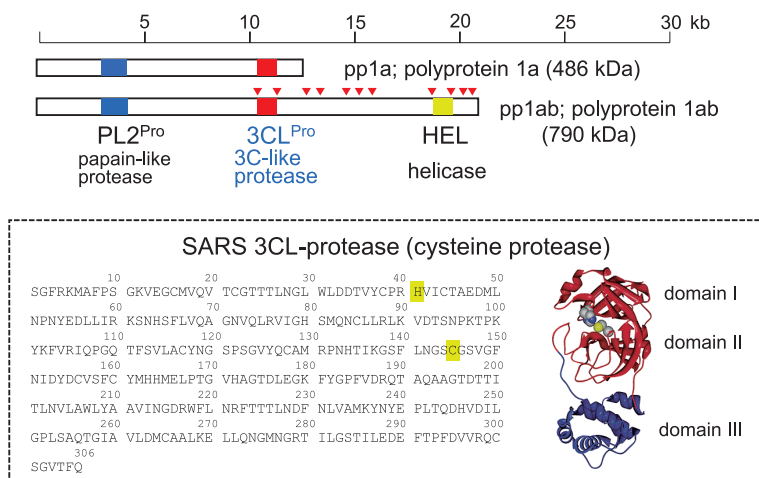 5 10 15 20 25 30 kb
pp1a; polyprotein 1a (486 kDa)
pp1ab; polyprotein 1ab
(790 kDa)
PL2Pro 3CLPro HEL
papain-like 3C-like helicase
protease protease
SARS 3CL-protease (cysteine protease)
10 20 30 40 50
SGFRKMAFPS GKVEGCMVQV TCGTTTLNGL WLDDTVYCPR HVICTAEDML
60 70 80 90 100
NPNYEDLLIR KSNHSFLVQA GNVQLRVIGH SMQNCLLRLK VDTSNPKTPK
110 120 130 140 150
YKFVRIQPGQ TFSVLACYNG SPSGVYQCAM RPNHTIKGSF LNGSCGSVGF
160 170 180 190 200
NIDYDCVSFC YMHHMELPTG VHAGTDLEGK FYGPFVDRQT AQAAGTDTTI
210 220 230 240 250
TLNVLAWLYA AVINGDRWFL NRFTTTLNDF NLVAMKYNYE PLTQDHVDIL
260 270 280 290 300
GPLSAQTGIA VLDMCAALKE LLQNGMNGRT ILGSTILEDE FTPFDVVRQC
306
SGVTFQ
domain I
domain II
domain III